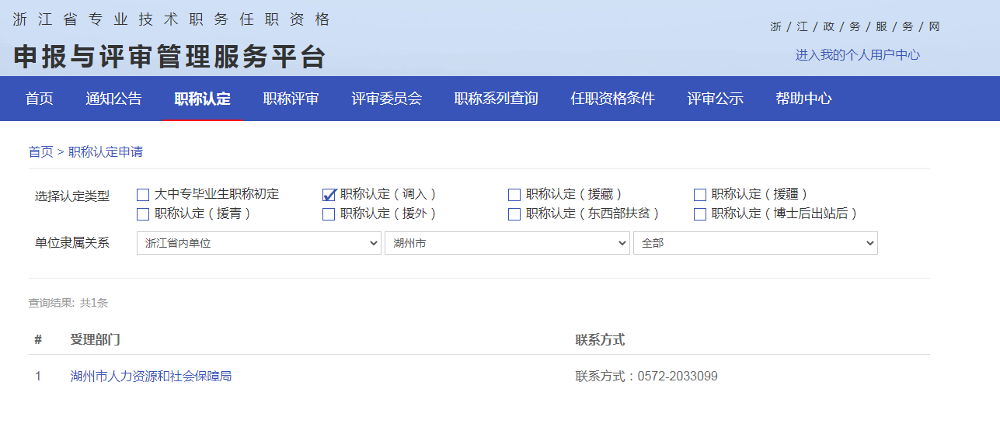 浙江省专业技术职务任职资格
浙/江/政/务/服/务/网
申报与评审管理服务平台
进入我的个人用户中心
首页 通知公告 职称认定 职称评审 评审委员会 职称系列查询 任职资格条件 评审公示 帮助中心
首页 > 职称认定申请
选择认定类型 大中专毕业生职称初定 职称认定（调入） 职称认定（援藏） 职称认定（援疆）
职称认定（援青） 职称认定（援外） 职称认定（东西部扶贫） 职称认定（博士后出站后）
单位隶属关系 浙江省内单位 湖州市 全部
查询结果: 共1条
# 受理部门 联系方式
1 湖州市人力资源和社会保障局 联系方式：0572-2033099